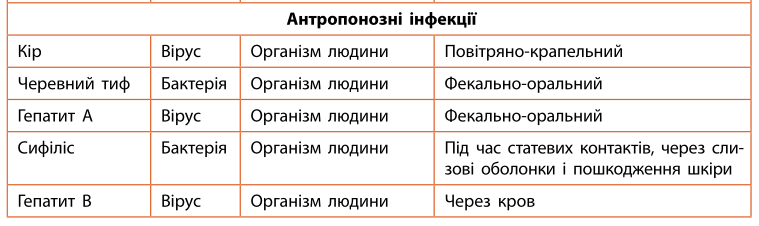 Антропонозні інфекції
Кір Вірус Організм людини Повітряно-крапельний
Черевний тиф Бактерія Організм людини Фекально-оральний
Гепатит А Вірус Організм людини Фекально-оральний
Сифіліс Бактерія Організм людини Під час статевих контактів, через сли-
зові оболонки і пошкодження шкіри
Гепатит В Вірус Організм людини Через кров